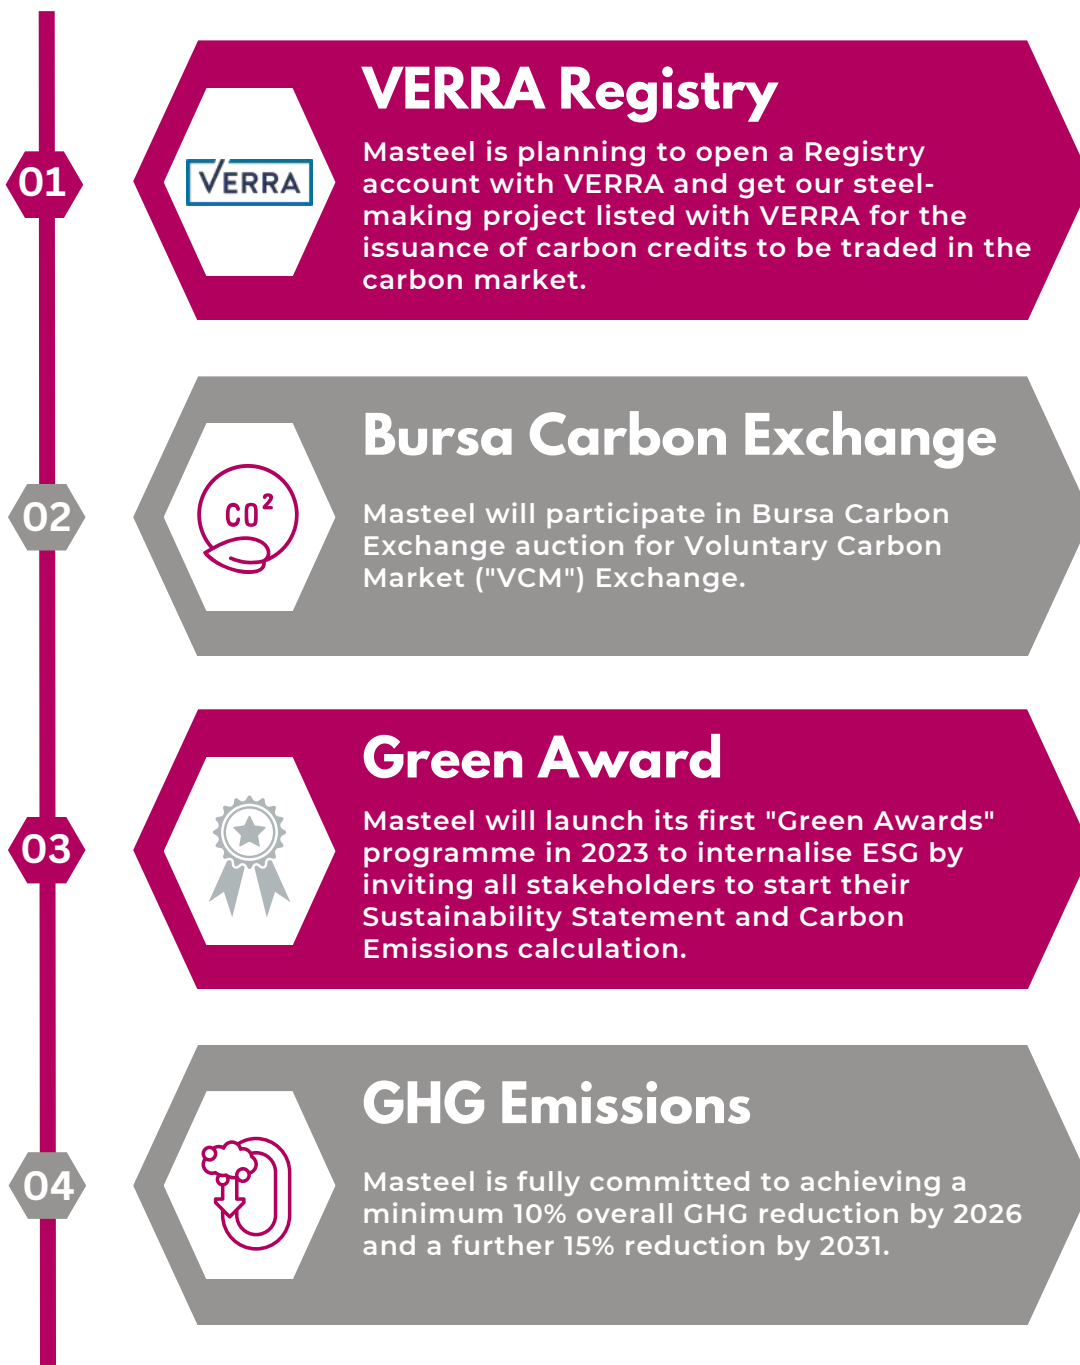 01
VERRA
VERRA Registry
Masteel is planning to open a Registry
account with VERRA and get our steel-
making project listed with VERRA for the
issuance of carbon credits to be traded in the
carbon market.
02
CO²
Bursa Carbon Exchange
Masteel will participate in Bursa Carbon
Exchange auction for Voluntary Carbon
Market ("VCM") Exchange.
03
Green Award
Masteel will launch its first "Green Awards"
programme in 2023 to internalise ESG by
inviting all stakeholders to start their
Sustainability Statement and Carbon
Emissions calculation.
04
GHG Emissions
Masteel is fully committed to achieving a
minimum 10% overall GHG reduction by 2026
and a further 15% reduction by 2031.